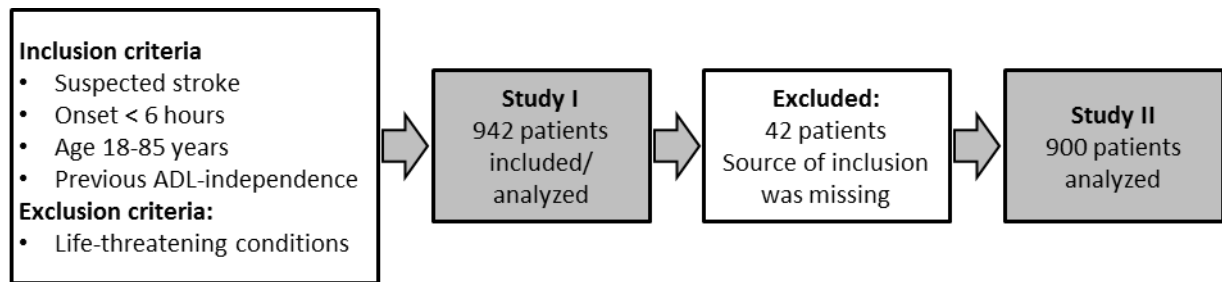 Inclusion criteria
• Suspected stroke
• Onset < 6 hours
• Age 18-85 years
• Previous ADL-independence
Exclusion criteria:
• Life-threatening conditions
Study I
942 patients
included/
analyzed
Excluded:
42 patients
Source of inclusion
was missing
Study II
900 patients
analyzed